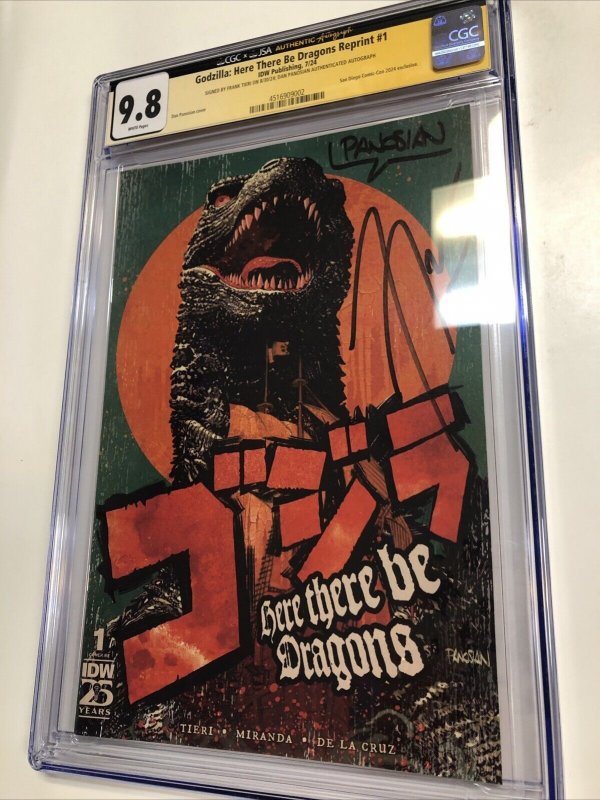 CGC x JSA AUTHENTIC Autograph
Godzilla: Here There Be Dragons Reprint #1
IDW Publishing, 7/24
SIGNED BY FRANK TIERI ON 8/30/24; DAN PANOSIAN AUTHENTICATED AUTOGRAPH
San Diego Comic-Con 2024 exclusive.
Dan Panosian cover
9.8
WHITE Pages
4516909002
CGC
PANOSIAN
ゴジラ
Here there be
Dragons
PANOSIAN
1
IDW
25
YEARS
TIERI • MIRANDA • DE LA CRUZ